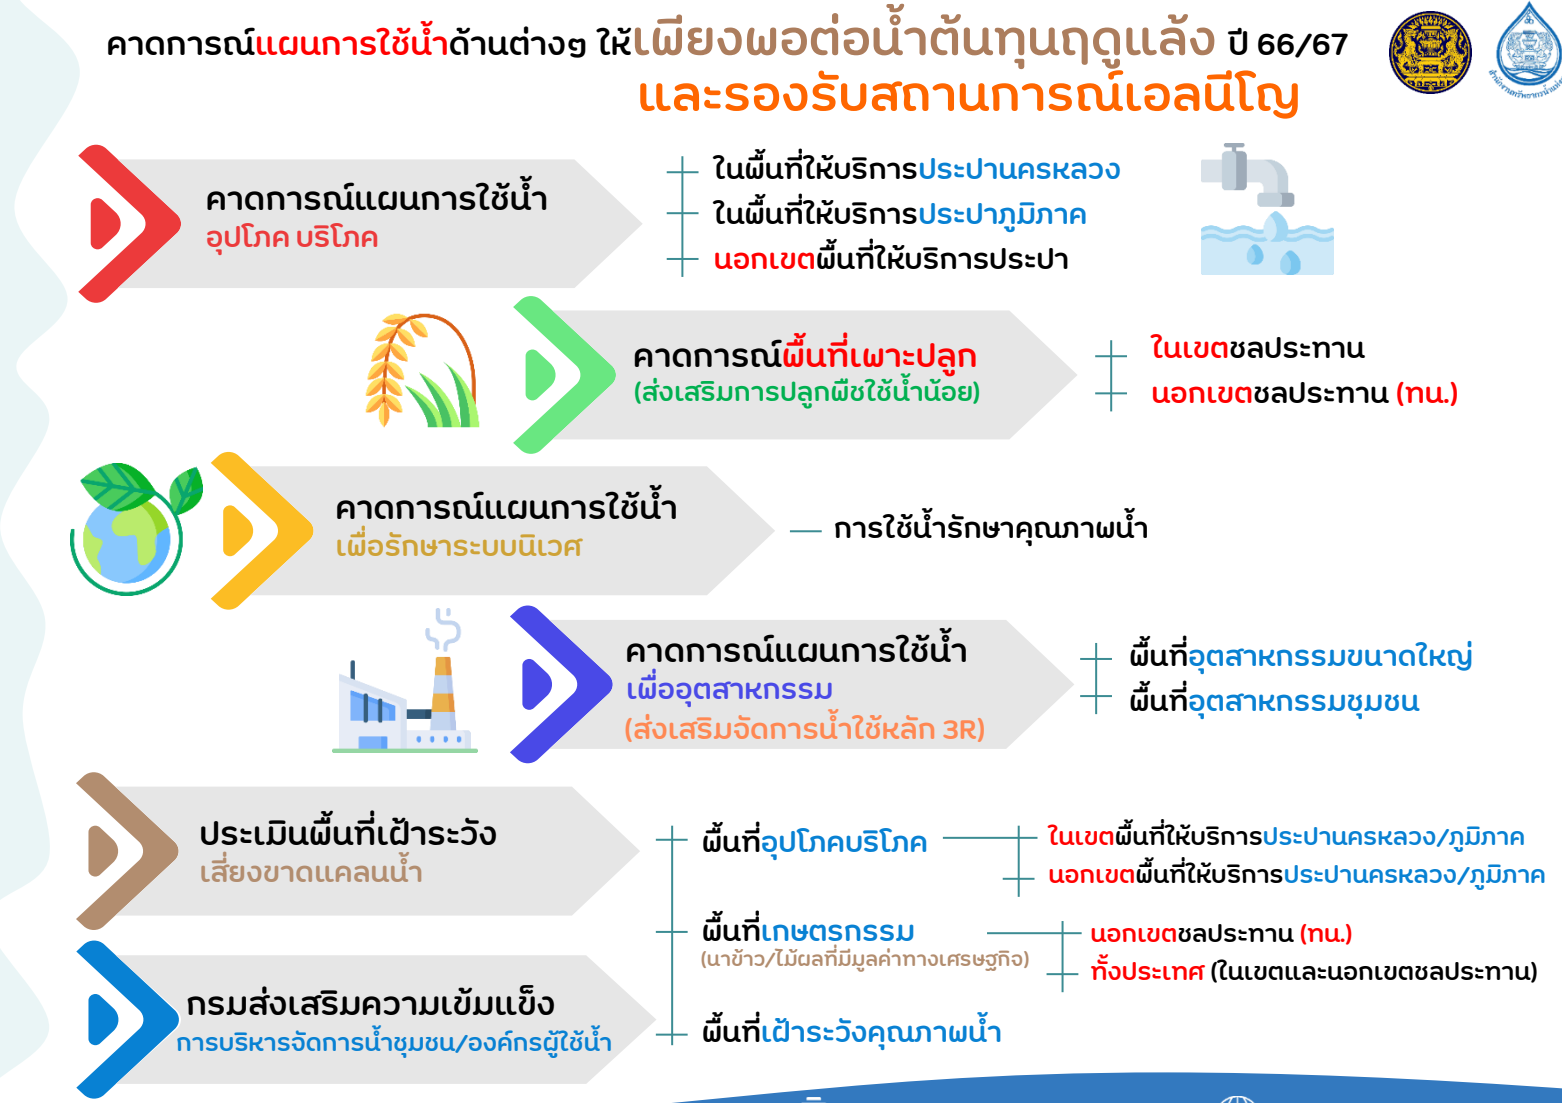 คาดการณ์แผนการใช้น้ำด้านต่างๆ ให้เพียงพอต่อน้ำต้นทุนฤดูแล้ง ปี 66/67
และรองรับสถานการณ์เอลนีโญ
คาดการณ์แผนการใช้น้ำ
อุปโภค บริโภค
ในพื้นที่ให้บริการประปานครหลวง
ในพื้นที่ให้บริการประปาภูมิภาค
นอกเขตพื้นที่ให้บริการประปา
คาดการณ์พื้นที่เพาะปลูก
(ส่งเสริมการปลูกพืชใช้น้ำน้อย)
ในเขตชลประทาน
นอกเขตชลประทาน (ทน.)
คาดการณ์แผนการใช้น้ำ
เพื่อรักษาระบบนิเวศ
การใช้น้ำรักษาคุณภาพน้ำ
คาดการณ์แผนการใช้น้ำ
เพื่ออุตสาหกรรม
(ส่งเสริมจัดการน้ำใช้หลัก 3R)
พื้นที่อุตสาหกรรมขนาดใหญ่
พื้นที่อุตสาหกรรมชุมชน
ประเมินพื้นที่เฝ้าระวัง
เสี่ยงขาดแคลนน้ำ
พื้นที่อุปโภคบริโภค
ในเขตพื้นที่ให้บริการประปานครหลวง/ภูมิภาค
นอกเขตพื้นที่ให้บริการประปานครหลวง/ภูมิภาค
พื้นที่เกษตรกรรม
(นาข้าว/ไม้ผลที่มีมูลค่าทางเศรษฐกิจ)
นอกเขตชลประทาน (ทน.)
ทั้งประเทศ (ในเขตและนอกเขตชลประทาน)
พื้นที่เฝ้าระวังคุณภาพน้ำ
กรมส่งเสริมความเข้มแข็ง
การบริหารจัดการน้ำชุมชน/องค์กรผู้ใช้น้ำ